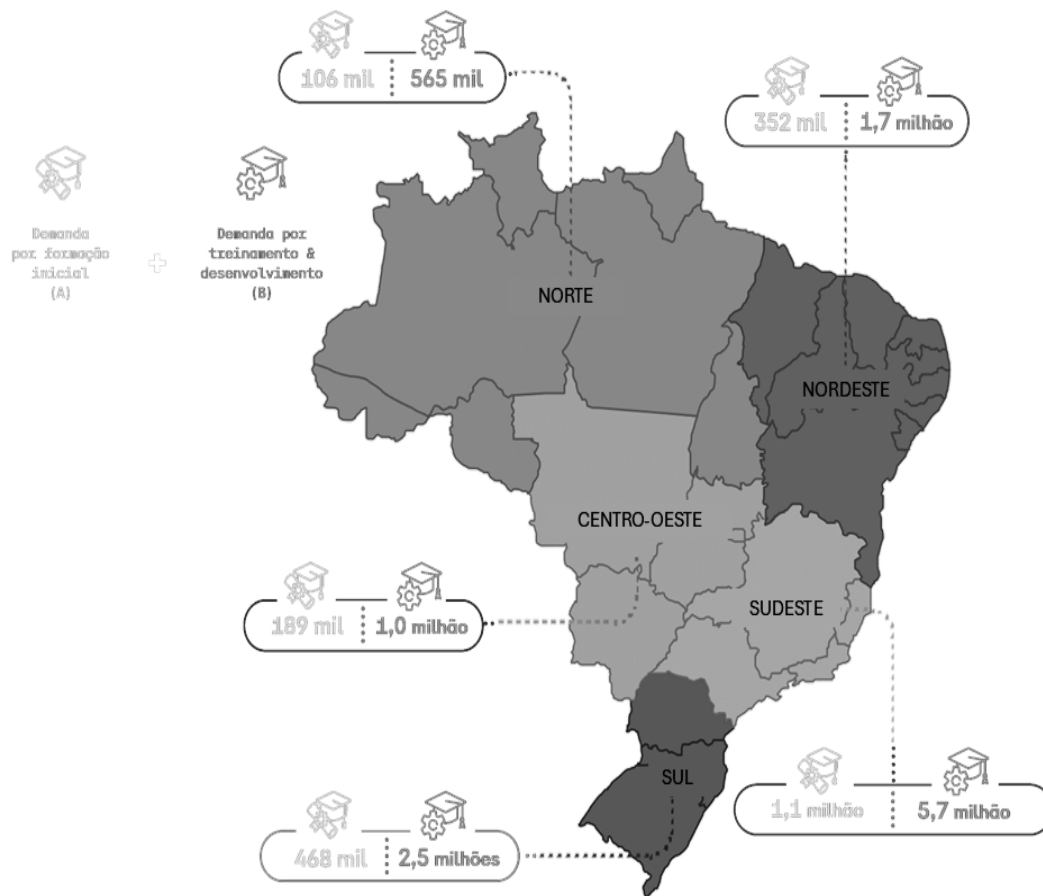 106 mil 565 mil
352 mil 1,7 milhão
Demanda
por formação
inicial
(A)
+
Demanda por
treinamento &
desenvolvimento
(B)
NORTE
NORDESTE
CENTRO-OESTE
189 mil 1,0 milhão
SUDESTE
SUL
1,1 milhão 5,7 milhão
468 mil 2,5 milhões